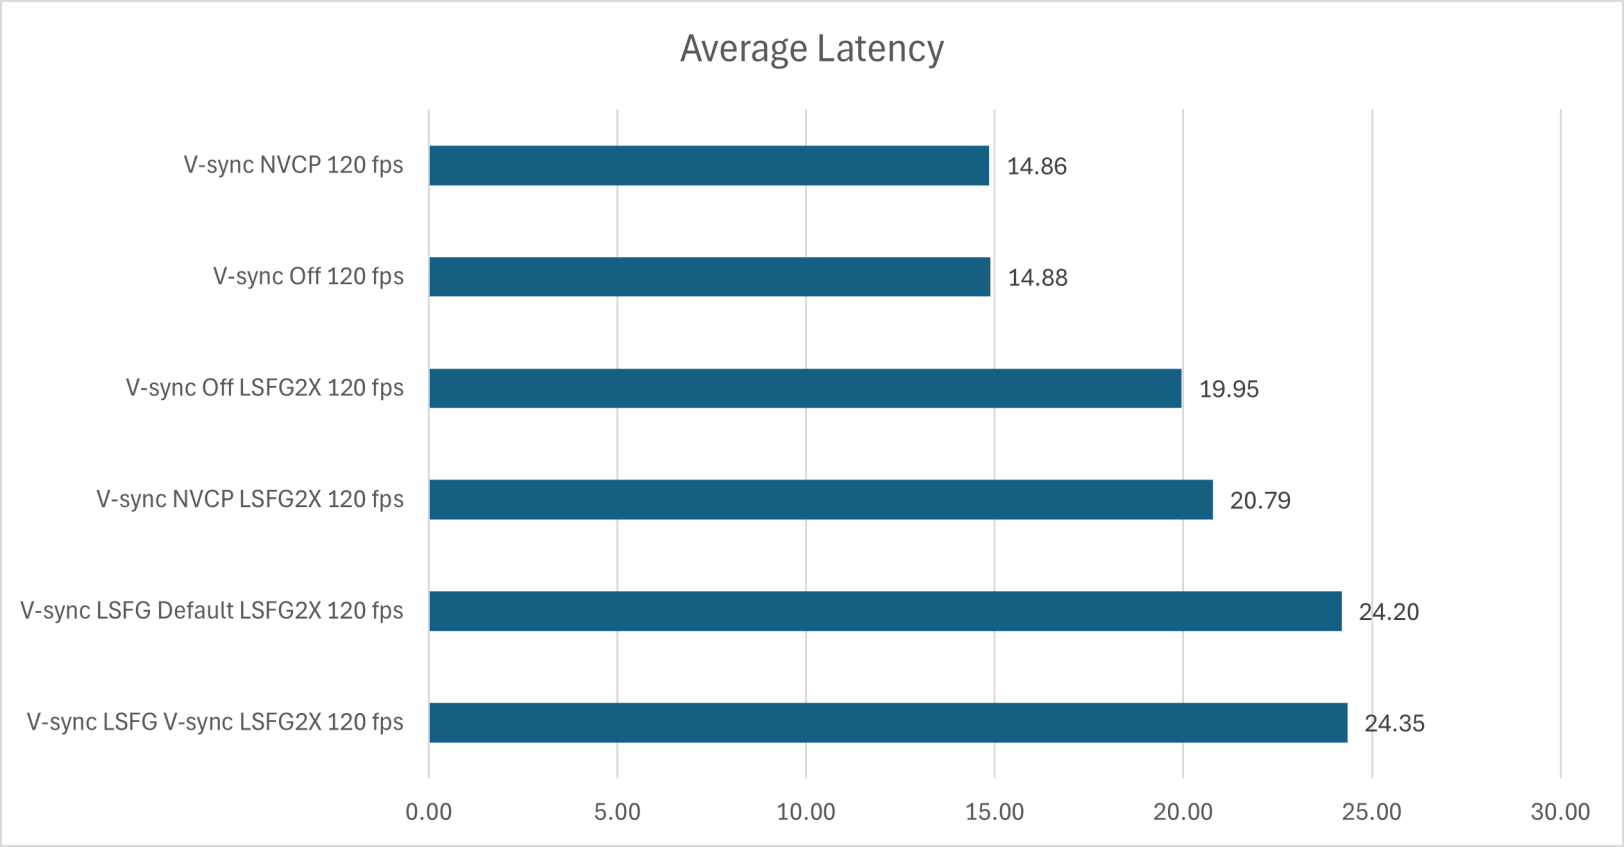 Average Latency
V-sync NVCP 120 fps 14.86
V-sync Off 120 fps 14.88
V-sync Off LSFG2X 120 fps 19.95
V-sync NVCP LSFG2X 120 fps 20.79
V-sync LSFG Default LSFG2X 120 fps 24.20
V-sync LSFG V-sync LSFG2X 120 fps 24.35
0.00 5.00 10.00 15.00 20.00 25.00 30.00